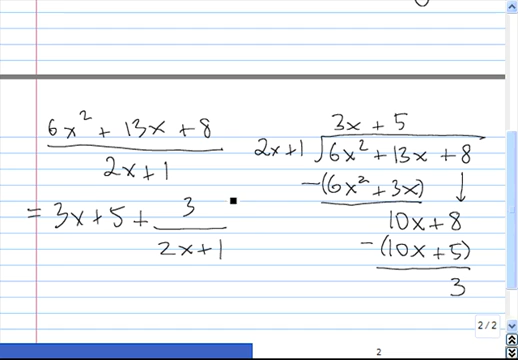 6x² + 13x + 8
2x+1
= 3x+5 + 3
2x+1
3x + 5
2x+1 6x² + 13x + 8
-(6x² + 3x)
10x + 8
- (10x + 5)
3
2 / 2
2